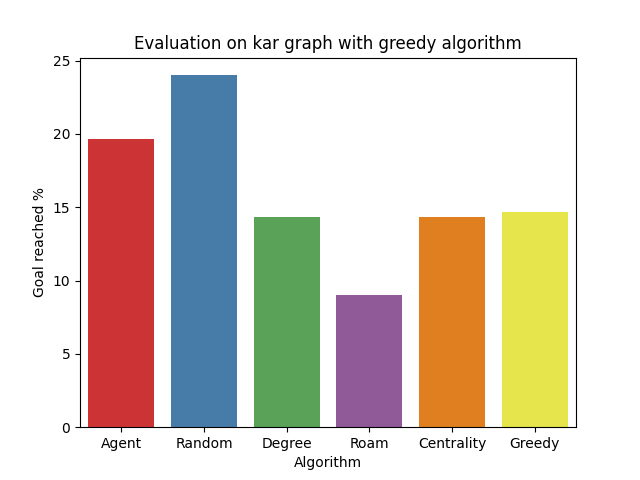 Evaluation on kar graph with greedy algorithm
Goal reached %
25
20
15
10
5
0
Agent Random Degree Roam Centrality Greedy
Algorithm